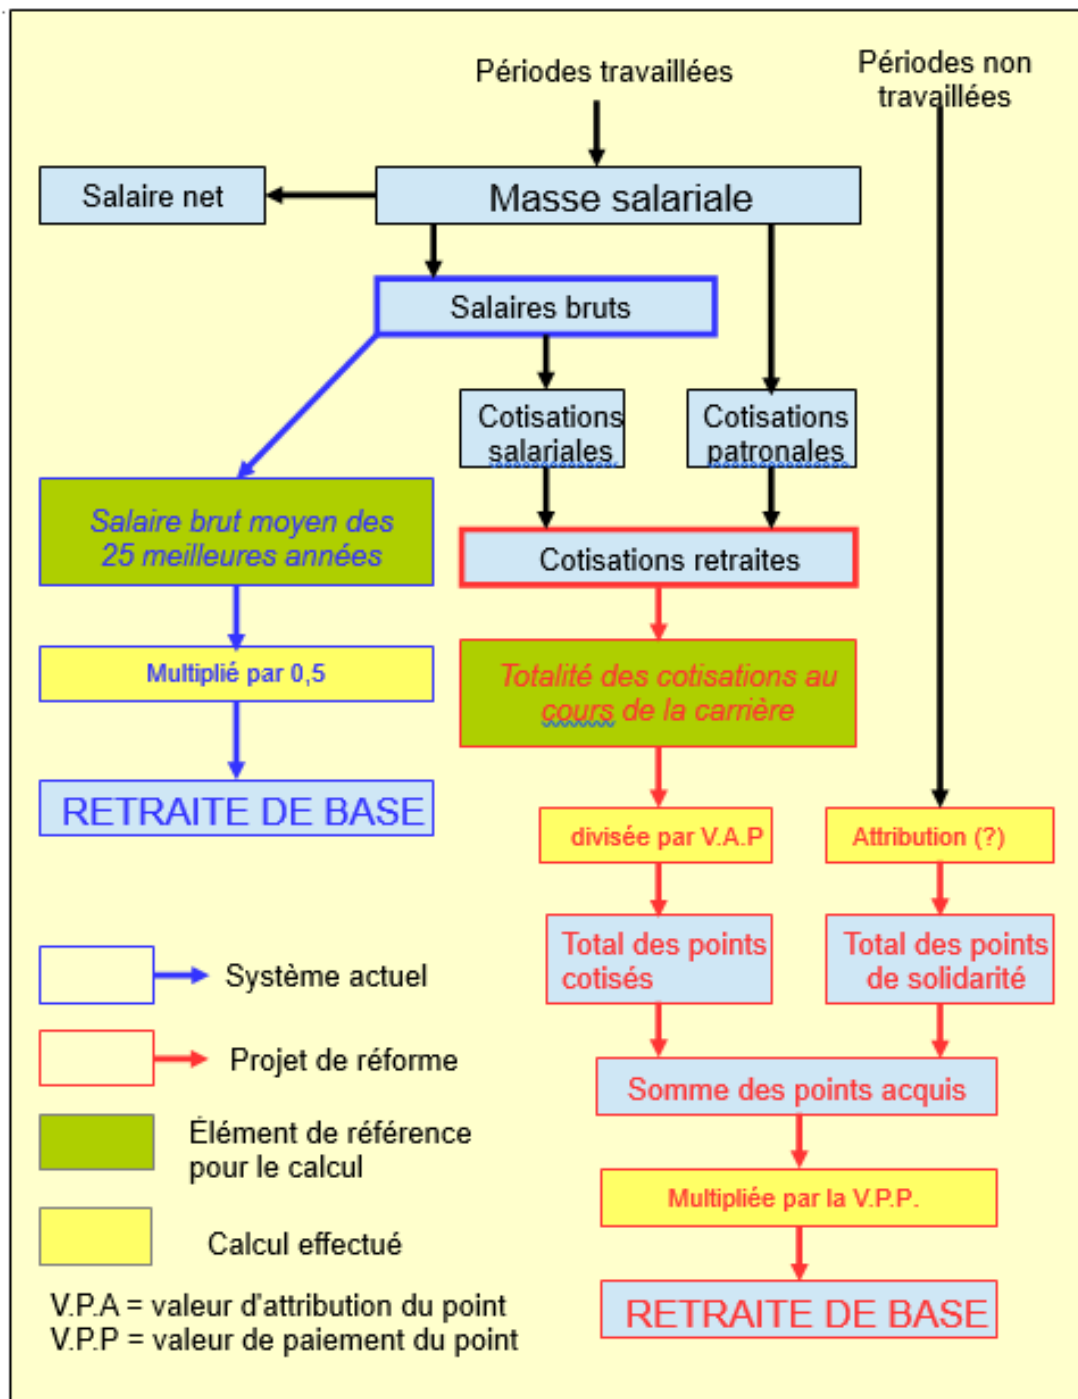 Périodes travaillées
Périodes non
travaillées
Salaire net
Masse salariale
Salaires bruts
Cotisations
salariales
Cotisations
patronales
Salaire brut moyen des
25 meilleures années
Cotisations retraites
Multiplié par 0,5
Totalité des cotisations au
cours de la carrière
RETRAITE DE BASE
divisée par V.A.P
Attribution (?)
Total des points
cotisés
Total des points
de solidarité
Somme des points acquis
Multipliée par la V.P.P.
RETRAITE DE BASE
Système actuel
Projet de réforme
Élément de référence
pour le calcul
Calcul effectué
V.P.A = valeur d'attribution du point
V.P.P = valeur de paiement du point